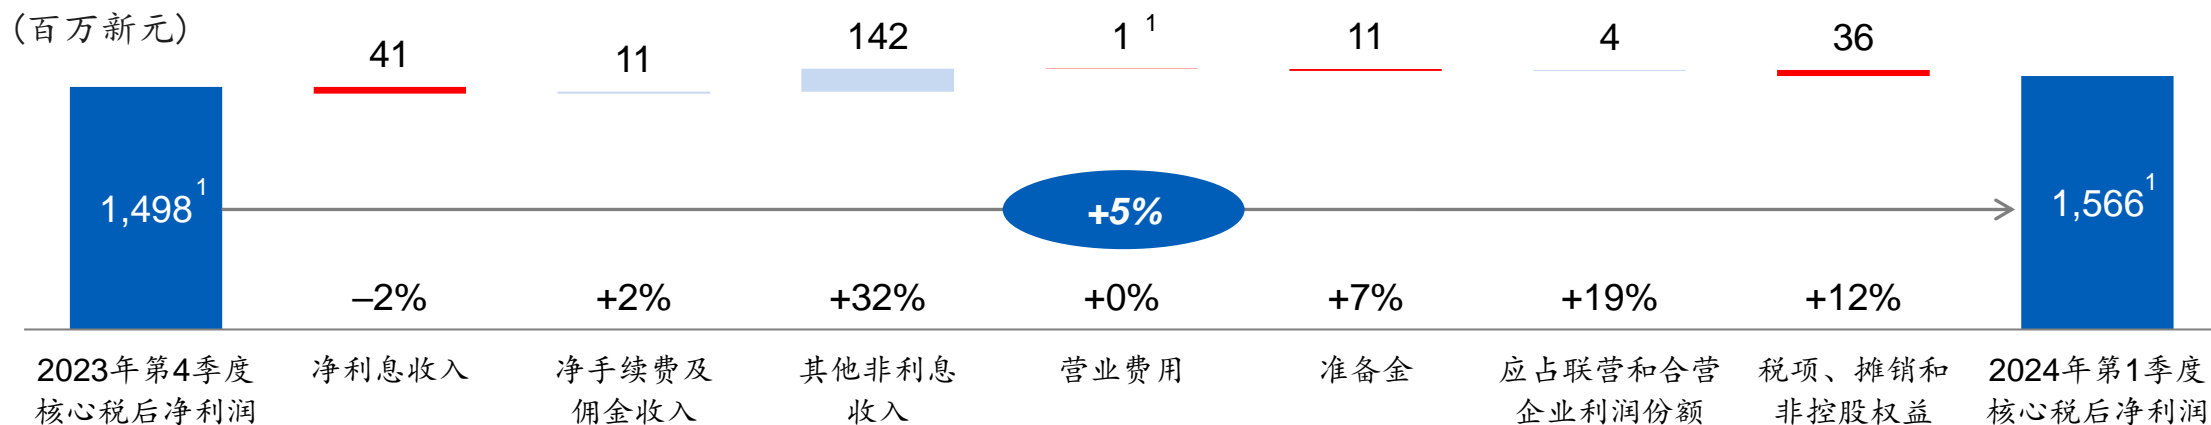 (百万新元)
41
11
142
1 1
11
4
36
1,498 1
+5%
1,566 1
–2%
+2%
+32%
+0%
+7%
+19%
+12%
2023年第4季度
核心税后净利润
净利息收入
净手续费及
佣金收入
其他非利息
收入
营业费用
准备金
应占联营和合营
企业利润份额
税项、摊销和
非控股权益
2024年第1季度
核心税后净利润